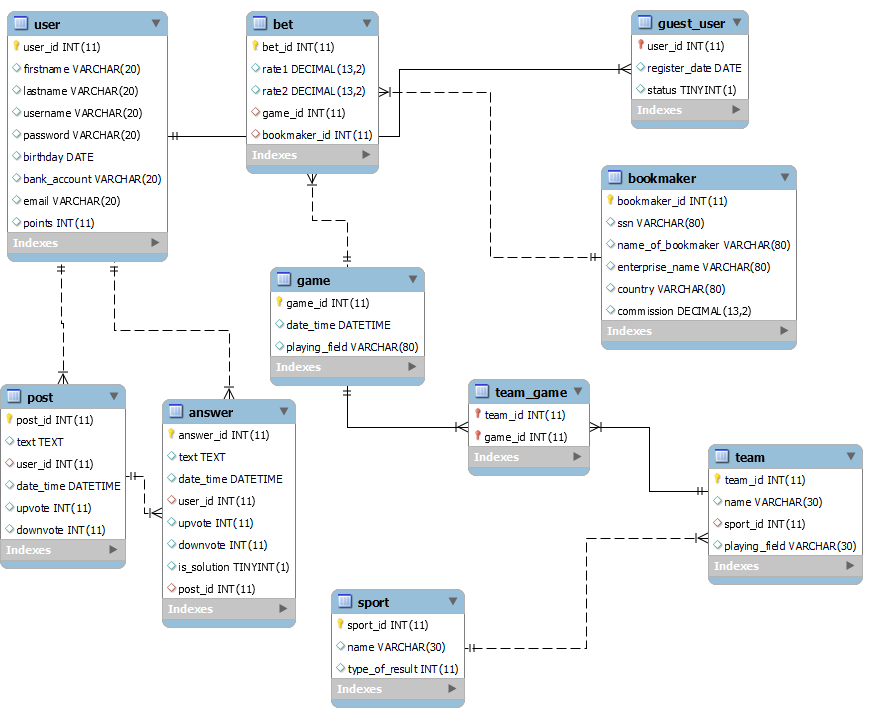 user
user_id INT(11)
firstname VARCHAR(20)
lastname VARCHAR(20)
username VARCHAR(20)
password VARCHAR(20)
birthday DATE
bank_account VARCHAR(20)
email VARCHAR(20)
points INT(11)
Indexes
bet
bet_id INT(11)
rate1 DECIMAL(13,2)
rate2 DECIMAL(13,2)
game_id INT(11)
bookmaker_id INT(11)
Indexes
guest_user
user_id INT(11)
register_date DATE
status TINYINT(1)
Indexes
bookmaker
bookmaker_id INT(11)
ssn VARCHAR(80)
name_of_bookmaker VARCHAR(80)
enterprise_name VARCHAR(80)
country VARCHAR(80)
commission DECIMAL(13,2)
Indexes
game
game_id INT(11)
date_time DATETIME
playing_field VARCHAR(80)
Indexes
post
post_id INT(11)
text TEXT
user_id INT(11)
date_time DATETIME
upvote INT(11)
downvote INT(11)
Indexes
answer
answer_id INT(11)
text TEXT
date_time DATETIME
user_id INT(11)
upvote INT(11)
downvote INT(11)
is_solution TINYINT(1)
post_id INT(11)
Indexes
team_game
team_id INT(11)
game_id INT(11)
Indexes
team
team_id INT(11)
name VARCHAR(30)
sport_id INT(11)
playing_field VARCHAR(30)
Indexes
sport
sport_id INT(11)
name VARCHAR(30)
type_of_result INT(11)
Indexes